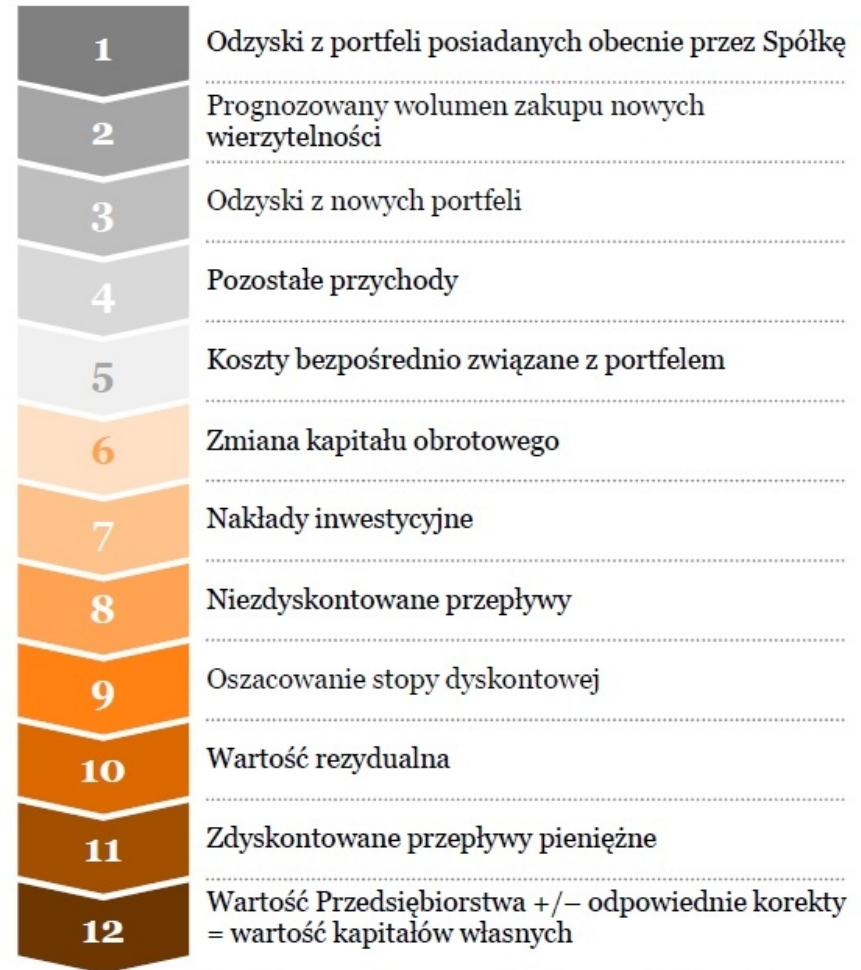 1 Odzyski z portfeli posiadanych obecnie przez Spółkę
2 Prognozowany wolumen zakupu nowych
wierzytelności
3 Odzyski z nowych portfeli
4 Pozostałe przychody
5 Koszty bezpośrednio związane z portfelem
6 Zmiana kapitału obrotowego
7 Nakłady inwestycyjne
8 Niezdyskontowane przepływy
9 Oszacowanie stopy dyskontowej
10 Wartość rezydualna
11 Zdyskontowane przepływy pieniężne
12 Wartość Przedsiębiorstwa +/– odpowiednie korekty
= wartość kapitałów własnych